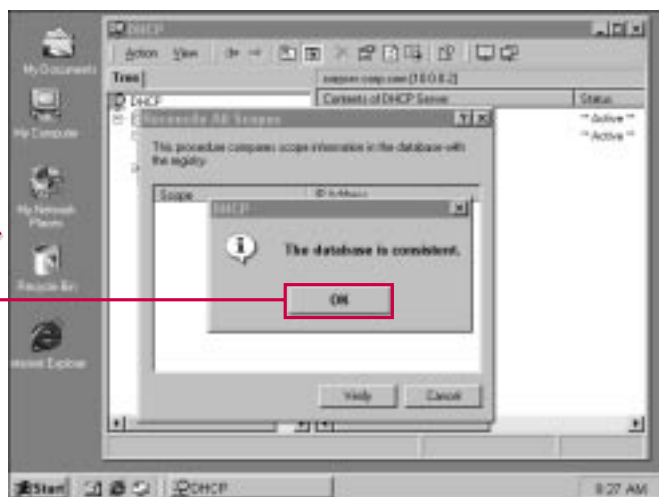 DHCP
Action View
Tree
DHCP
Contents of DHCP Server
Status
** Active **
** Active **
Reconcile All Scopes
This procedure compares scope information in the database with
the registry.
Scope
IP Address
DHCP
The database is consistent.
OK
Verify
Cancel
My Documents
My Computer
My Network
Places
Recycle Bin
Internet Explorer
Start
DHCP
8:27 AM